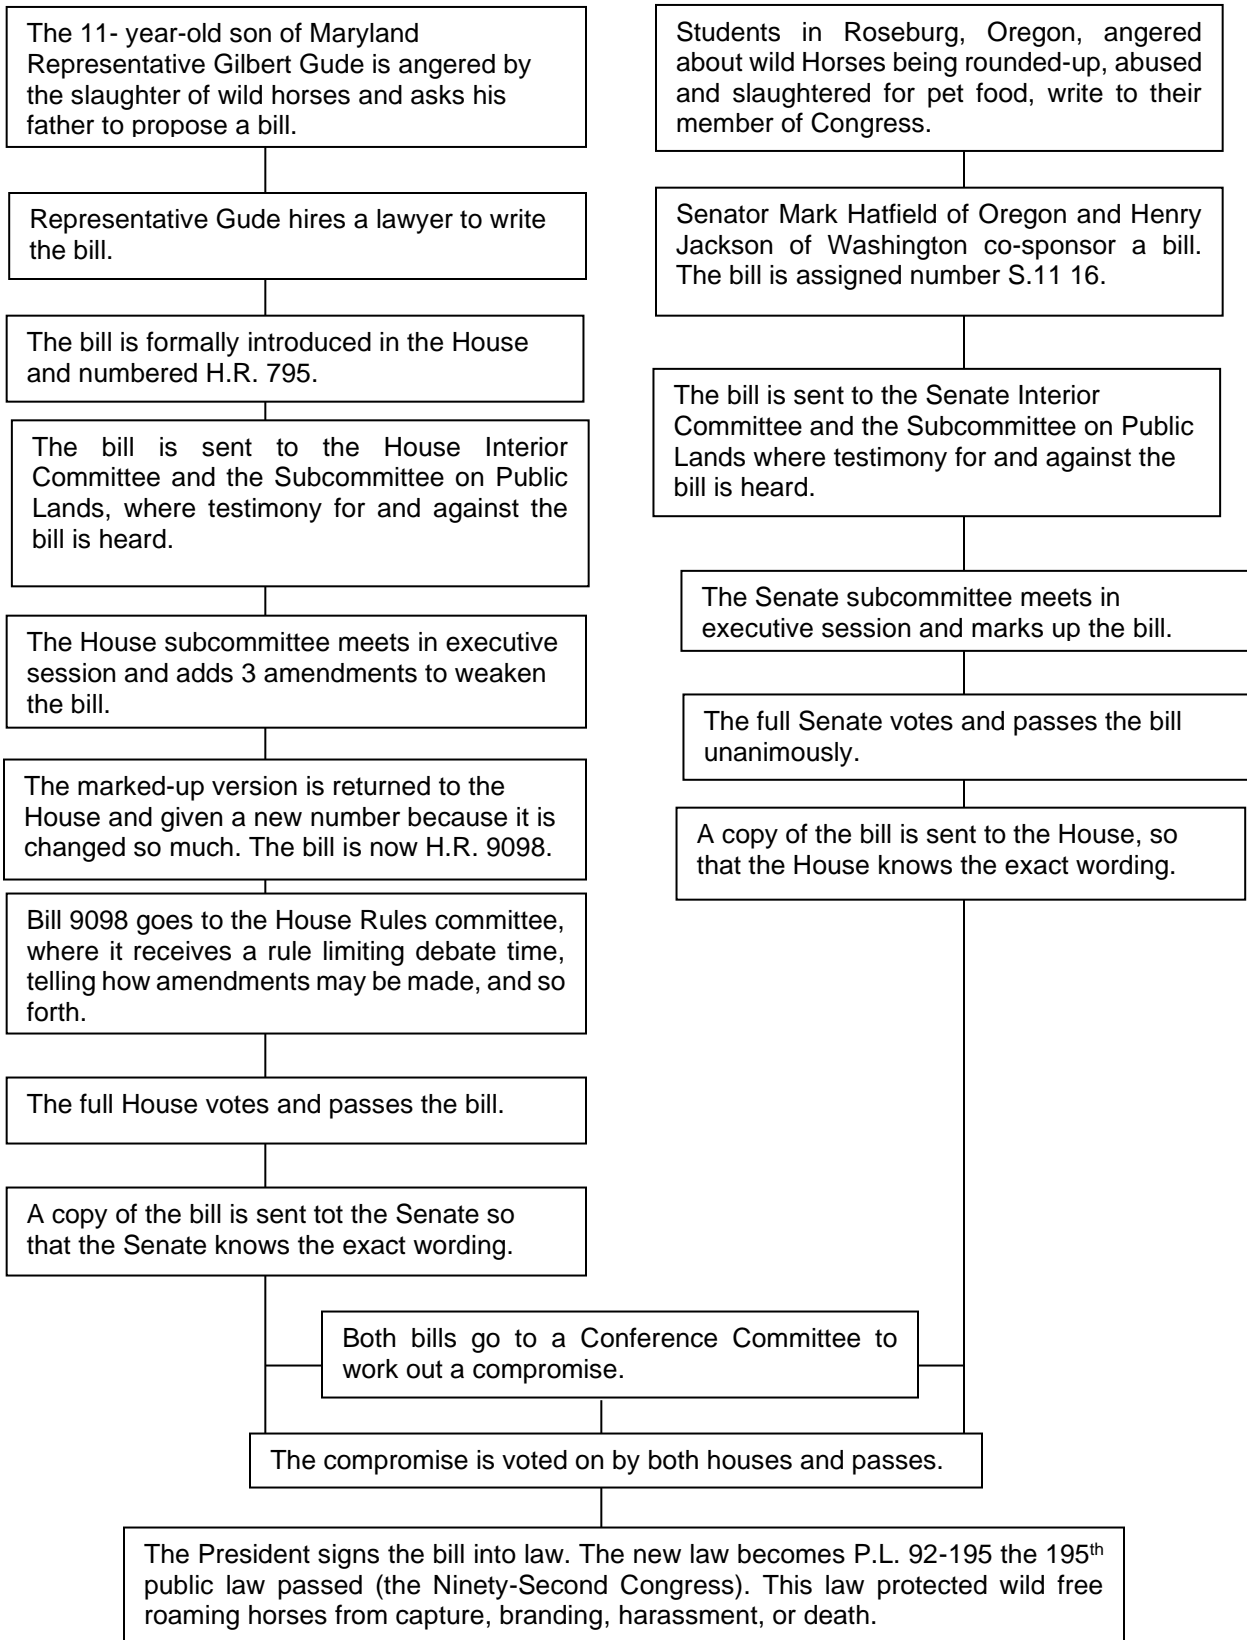 The 11- year-old son of Maryland
Representative Gilbert Gude is angered by
the slaughter of wild horses and asks his
father to propose a bill.
Representative Gude hires a lawyer to write
the bill.
The bill is formally introduced in the House
and numbered H.R. 795.
The bill is sent to the House Interior
Committee and the Subcommittee on Public
Lands, where testimony for and against the
bill is heard.
The House subcommittee meets in executive
session and adds 3 amendments to weaken
the bill.
The marked-up version is returned to the
House and given a new number because it is
changed so much. The bill is now H.R. 9098.
Bill 9098 goes to the House Rules committee,
where it receives a rule limiting debate time,
telling how amendments may be made, and so
forth.
The full House votes and passes the bill.
A copy of the bill is sent tot the Senate so
that the Senate knows the exact wording.
Students in Roseburg, Oregon, angered
about wild Horses being rounded-up, abused
and slaughtered for pet food, write to their
member of Congress.
Senator Mark Hatfield of Oregon and Henry
Jackson of Washington co-sponsor a bill.
The bill is assigned number S.11 16.
The bill is sent to the Senate Interior
Committee and the Subcommittee on Public
Lands where testimony for and against the
bill is heard.
The Senate subcommittee meets in
executive session and marks up the bill.
The full Senate votes and passes the bill
unanimously.
A copy of the bill is sent to the House, so
that the House knows the exact wording.
Both bills go to a Conference Committee to
work out a compromise.
The compromise is voted on by both houses and passes.
The President signs the bill into law. The new law becomes P.L. 92-195 the 195th
public law passed (the Ninety-Second Congress). This law protected wild free
roaming horses from capture, branding, harassment, or death.